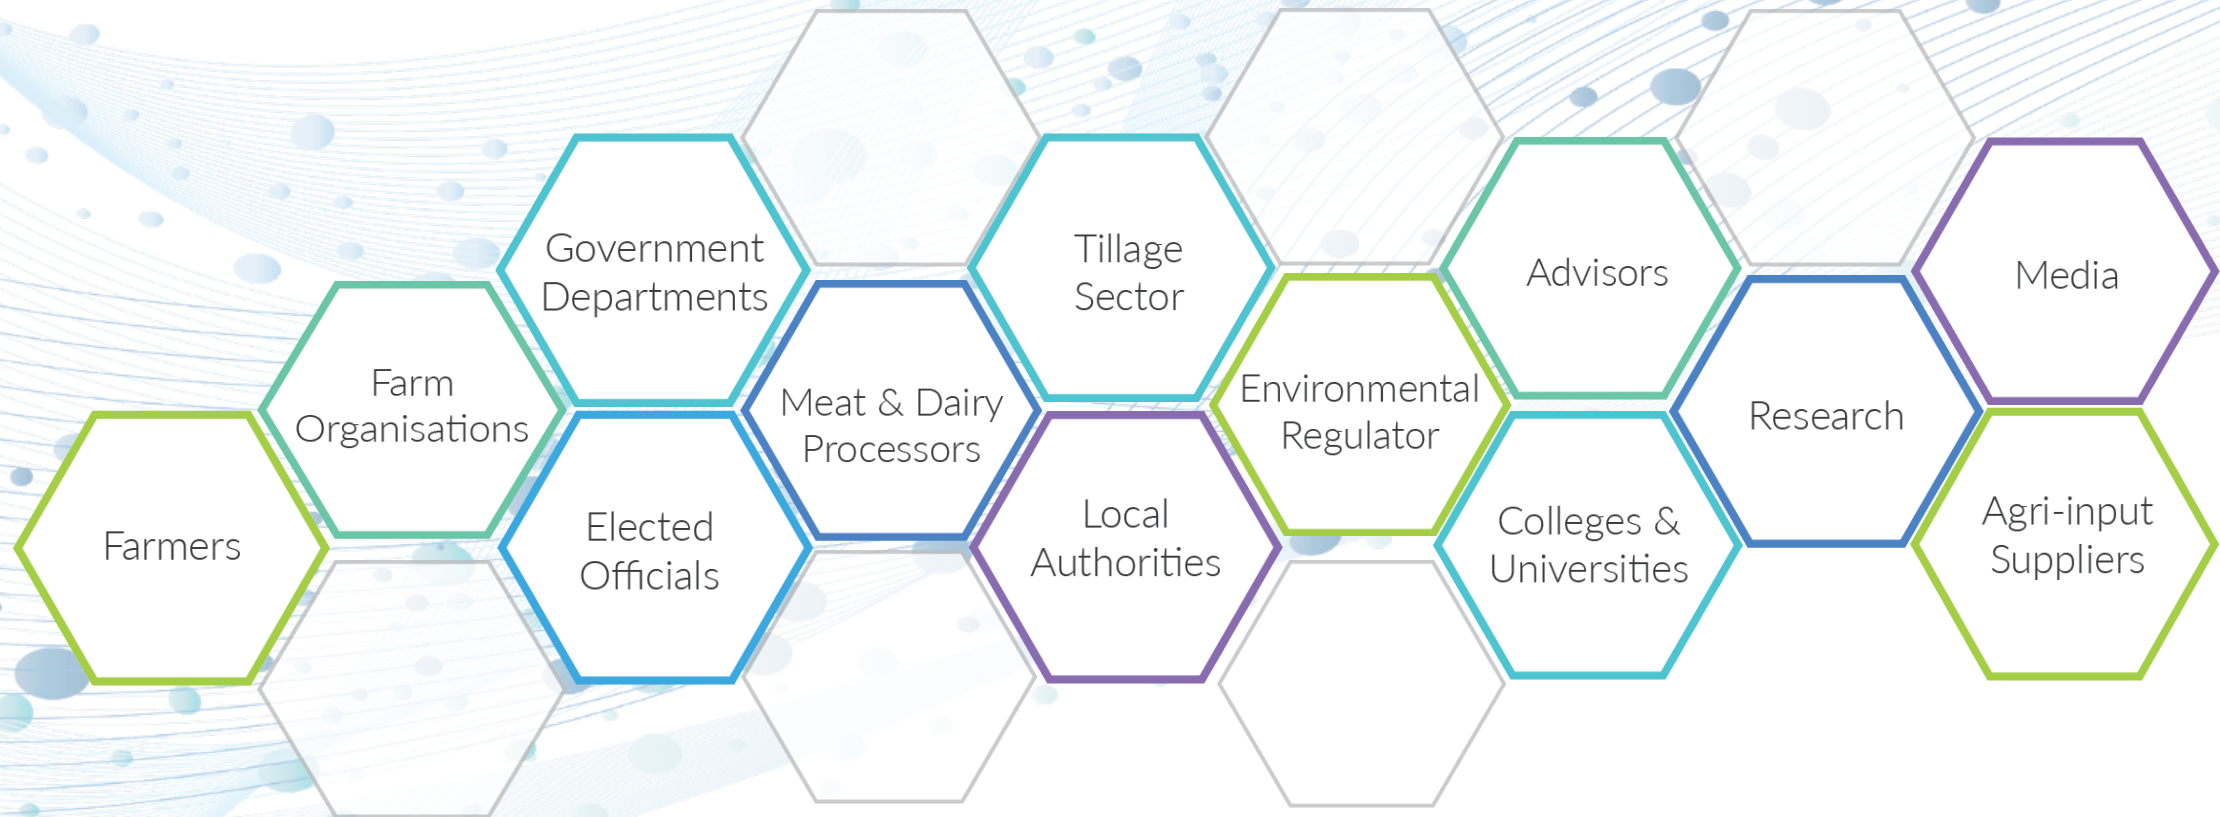 Farmers
Farm
Organisations
Government
Departments
Elected
Officials
Meat & Dairy
Processors
Tillage
Sector
Local
Authorities
Environmental
Regulator
Advisors
Colleges &
Universities
Research
Media
Agri-input
Suppliers